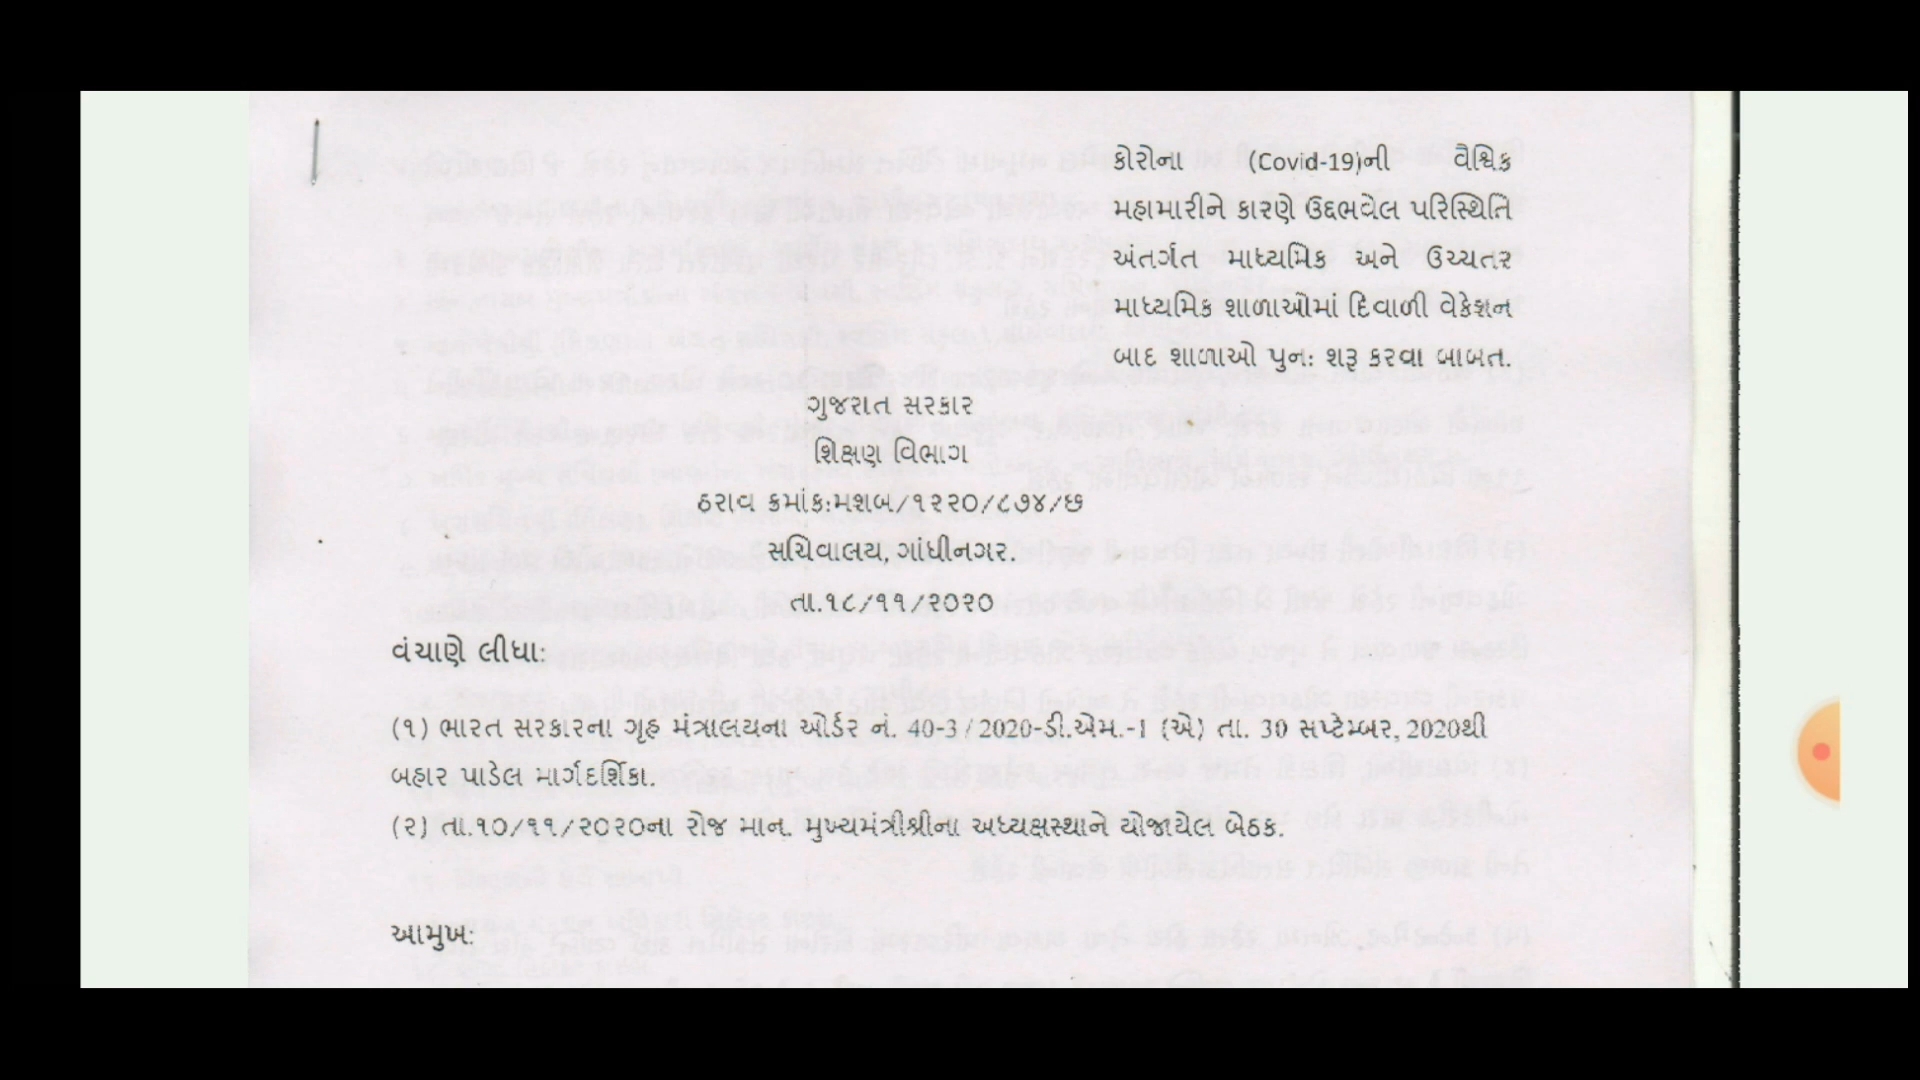 કોરોના (Covid-19)ની વૈશ્વિક
મહામારીને કારણે ઉદ્દભવેલ પરિસ્થિતિ
અંતર્ગત માધ્યમિક અને ઉચ્ચતર
માધ્યમિક શાળાઓમાં દિવાળી વેકેશન
બાદ શાળાઓ પુનઃ શરૂ કરવા બાબત.
ગુજરાત સરકાર
શિક્ષણ વિભાગ
ઠરાવ ક્રમાંક:મશબ/૧૨૨૦/૮૭૪/છ
સચિવાલય, ગાંધીનગર.
તા.૧૮/૧૧/૨૦૨૦
વંચાણે લીધાઃ
(૧) ભારત સરકારના ગૃહ મંત્રાલયના ઓર્ડર નં. 40-3/2020-ડી.એમ.-1 (એ) તા. 30 સપ્ટેમ્બર, 2020થી
બહાર પાડેલ માર્ગદર્શિકા.
(૨) તા.૧૦/૧૧/૨૦૨૦ના રોજ માન. મુખ્યમંત્રીશ્રીના અધ્યક્ષસ્થાને યોજાયેલ બેઠક.
આમુખઃ